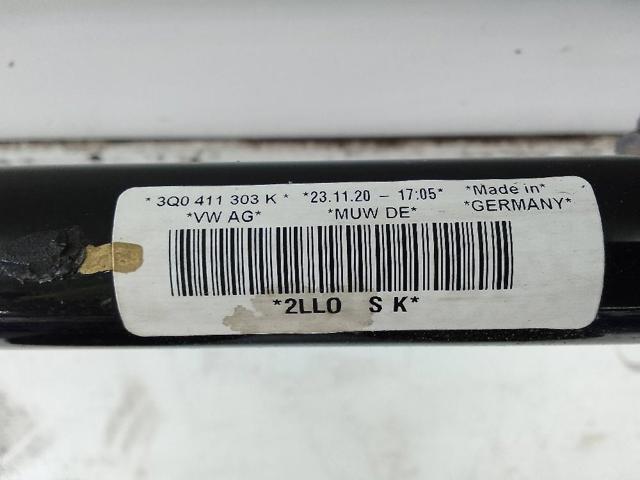 * 3Q0 411 303 K * *23.11.20 - 17:05* *Made in*
*VW AG* *MUW DE* *GERMANY*
*2LL0 S K*